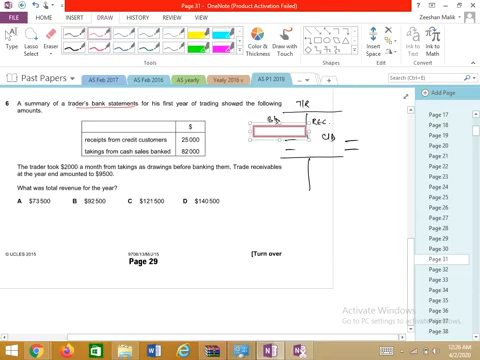 Page 31 - OneNote (Product Activation Failed)
Zeeshan Malik
FILE HOME INSERT DRAW HISTORY REVIEW VIEW
Type
Lasso Select
Eraser
Color & Thickness
Draw with Touch
Insert Space
Ink to Text
Ink to Math
Past Papers
AS Feb 2017
AS Feb 2016
AS yearly
Yearly 2016 v
AS P1 2019
Search (Ctrl+E)
Add Page
6 A summary of a trader's bank statements for his first year of trading showed the following amounts.
$
receipts from credit customers 25 000
takings from cash sales banked 82 000
The trader took $2000 a month from takings as drawings before banking them. Trade receivables at the year end amounted to $9500.
What was total revenue for the year?
A $73 500 B $92 500 C $121 500 D $140 500
T/R
REC.
C/D
© UCLES 2015
9706/13/M/J/15
[Turn over
Page 29
Page 17
Page 18
Page 19
Page 20
Page 21
Page 22
Page 23
Page 24
Page 25
Page 26
Page 27
Page 28
Page 29
Page 30
Page 31
Page 32
Page 33
Page 34
Page 35
Page 36
Page 37
Page 38
Activate Windows
Go to PC settings to activate Windows.
12:26 AM
4/2/2020